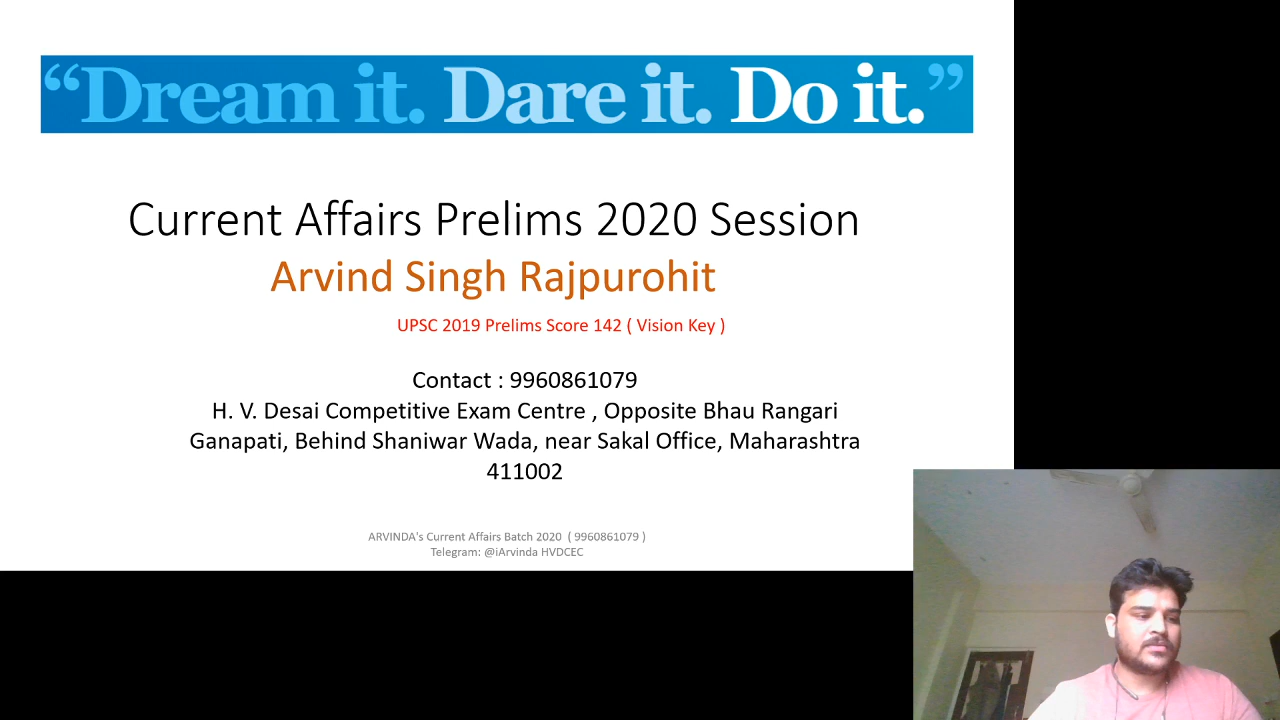 “Dream it. Dare it. Do it.”
Current Affairs Prelims 2020 Session
Arvind Singh Rajpurohit
UPSC 2019 Prelims Score 142 ( Vision Key )
Contact : 9960861079
H. V. Desai Competitive Exam Centre , Opposite Bhau Rangari
Ganapati, Behind Shaniwar Wada, near Sakal Office, Maharashtra
411002
ARVINDA's Current Affairs Batch 2020 ( 9960861079 )
Telegram: @iArvinda HVDCEC